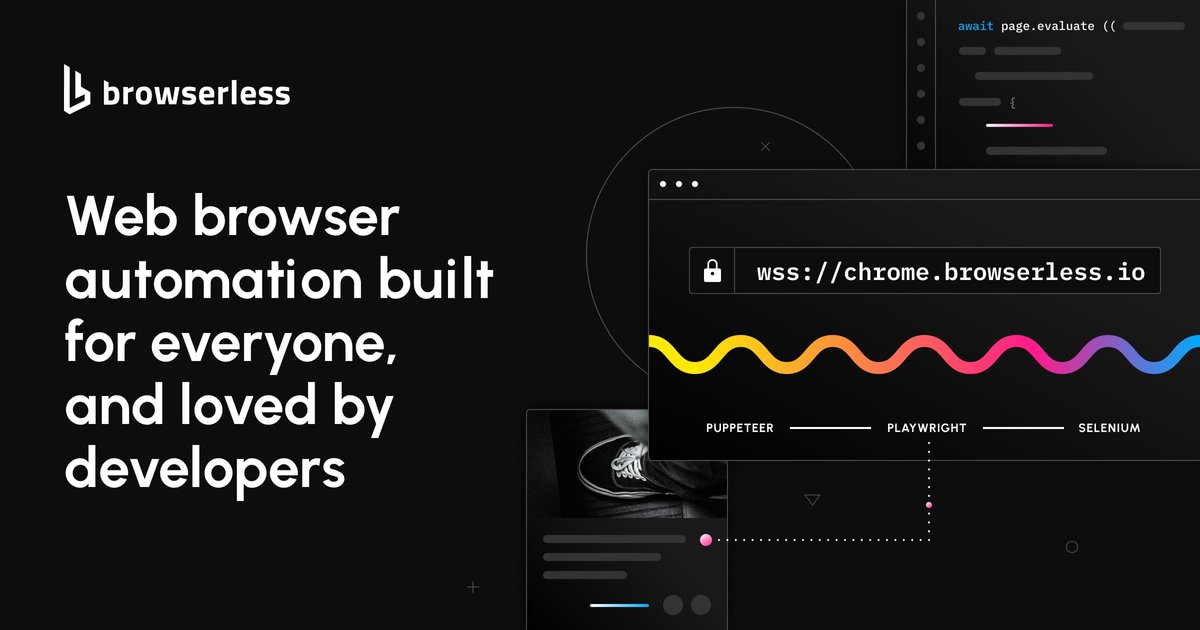 browserless
Web browser
automation built
for everyone,
and loved by
developers
await page.evaluate ((
{
wss://chrome.browserless.io
PUPPETEER
PLAYWRIGHT
SELENIUM